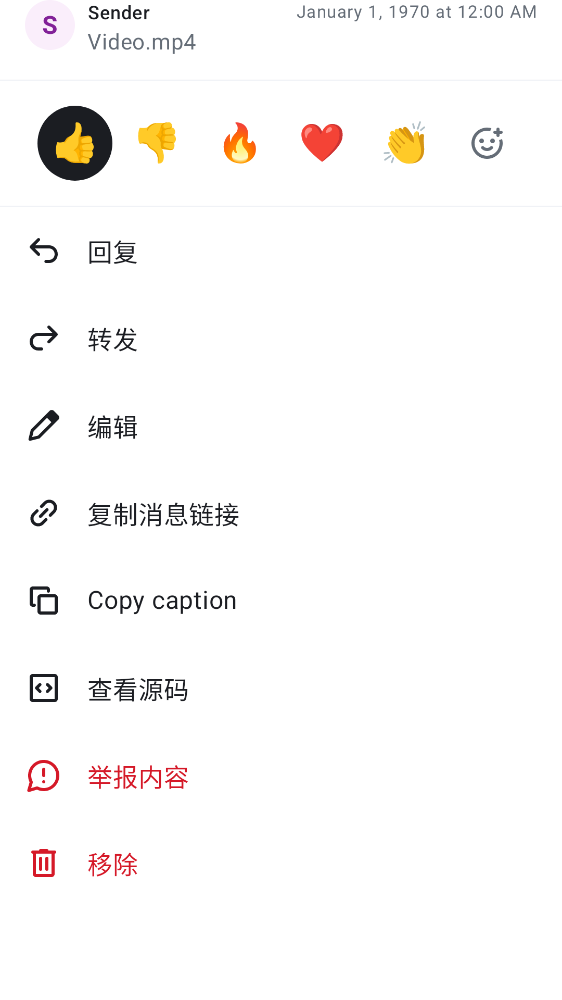 S
Sender
January 1, 1970 at 12:00 AM
Video.mp4
回复
转发
编辑
复制消息链接
Copy caption
查看源码
举报内容
移除